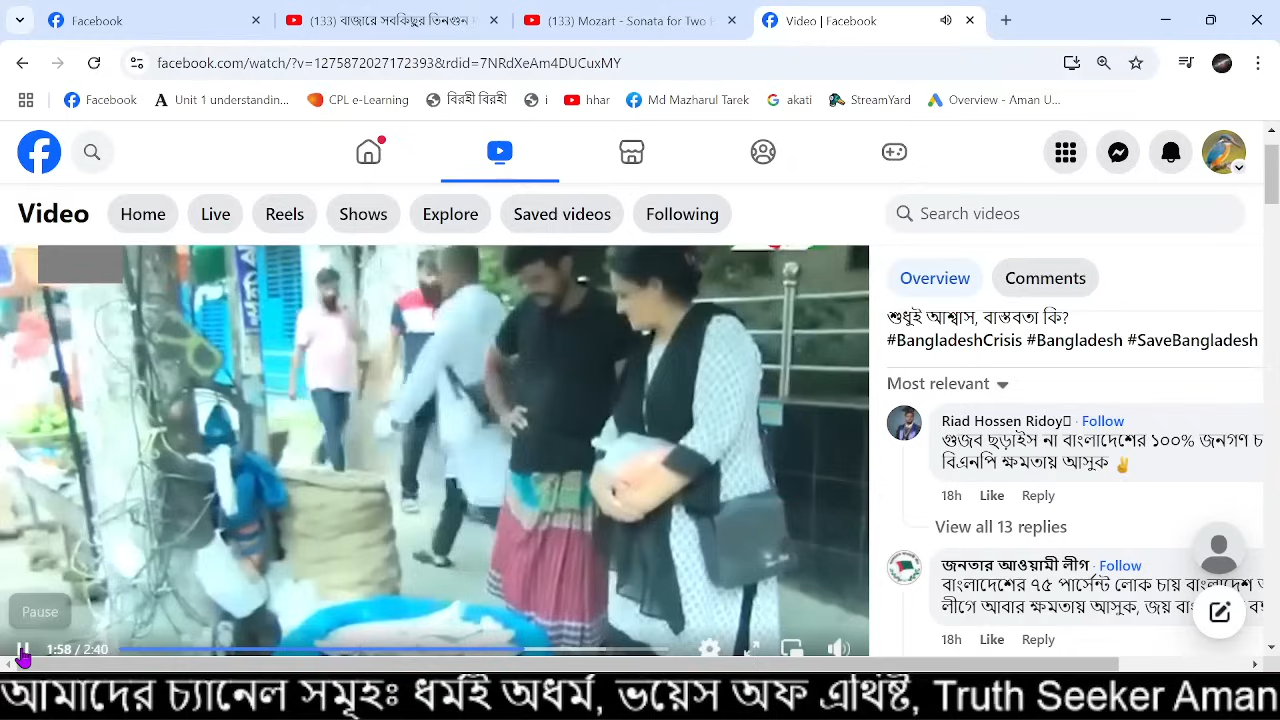 Facebook
(133) বাজারে সবকিছুর তিনগুন
(133) Mozart - Sonata for Two
Video | Facebook
facebook.com/watch/?v=1275872027172393&rdid=7NRdXeAm4DUCuxMY
Facebook
Unit 1 understandin...
CPL e-Learning
বিরহী বিরহী
i
hhar
Md Mazharul Tarek
akati
StreamYard
Overview - Aman U...
Video
Home
Live
Reels
Shows
Explore
Saved videos
Following
Search videos
Overview
Comments
শুধুই আশ্বাস, বাস্তবতা কি?
#BangladeshCrisis #Bangladesh #SaveBangladesh
Most relevant
Riad Hossen Ridoy · Follow
গুজব ছড়াইস না বাংলাদেশের ১০০% জনগণ চ
বিএনপি ক্ষমতায় আসুক ✌
18h Like Reply
View all 13 replies
জনতার আওয়ামী লীগ · Follow
বাংলাদেশের ৭৫ পার্সেন্ট লোক চায় বাংলাদেশ
লীগে আবার ক্ষমতায় আসুক, জয়
18h Like Reply
Pause
1:58 / 2:40
আমাদের চ্যানেল সমূহঃ ধর্মই অধর্ম, ভয়েস অফ এথিষ্ট, Truth Seeker Aman